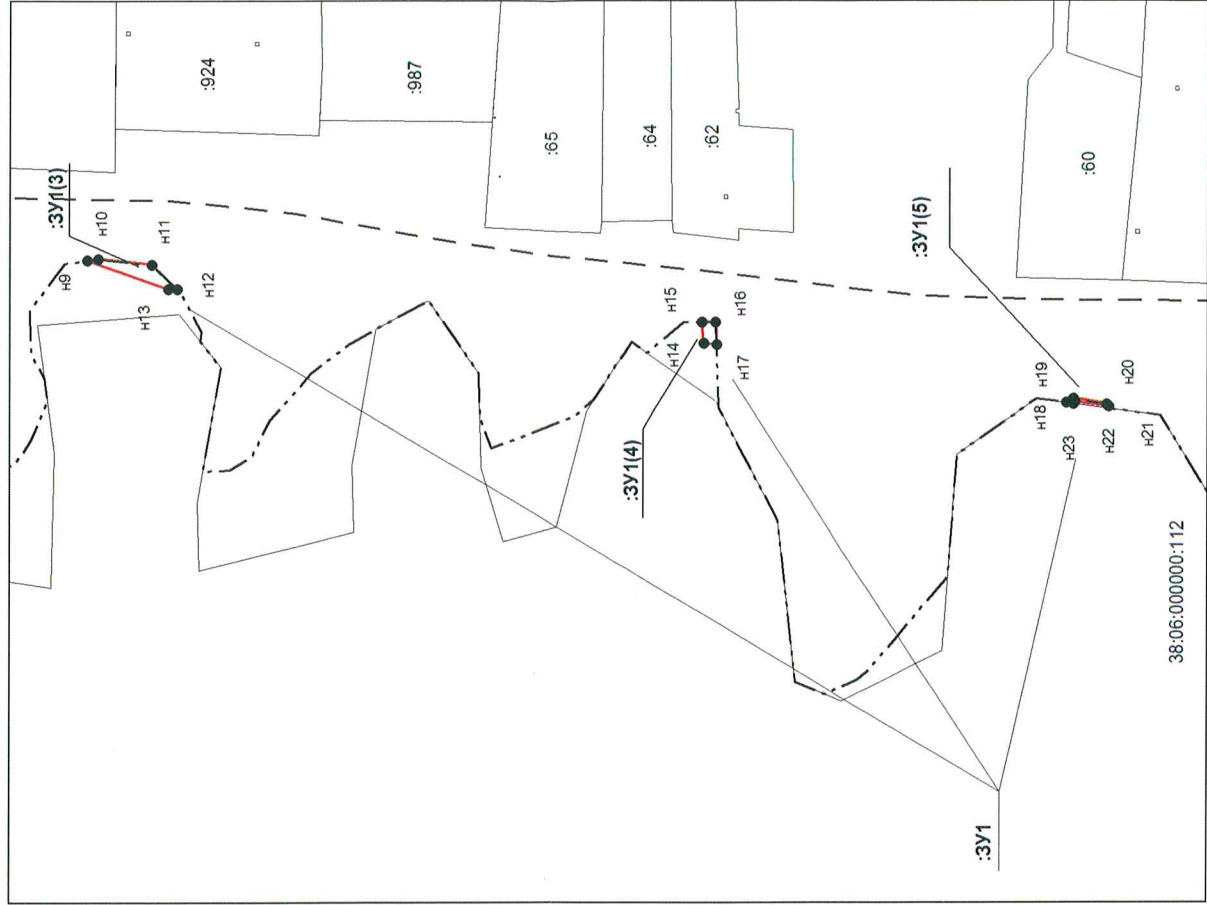 :ЗУ1(3)
н9
н10
н11
н12
н13
:924
:987
:65
:64
:62
:60
н14
н15
н16
н17
:ЗУ1(4)
:ЗУ1(5)
н18
н19
н20
н21
н22
н23
:ЗУ1
38:06:000000:112